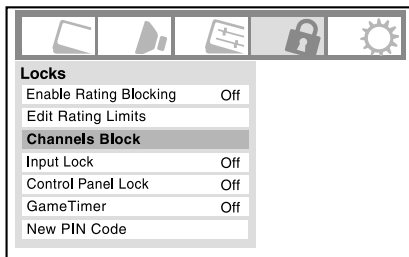 Locks
Enable Rating Blocking Off
Edit Rating Limits
Channels Block
Input Lock Off
Control Panel Lock Off
GameTimer Off
New PIN Code